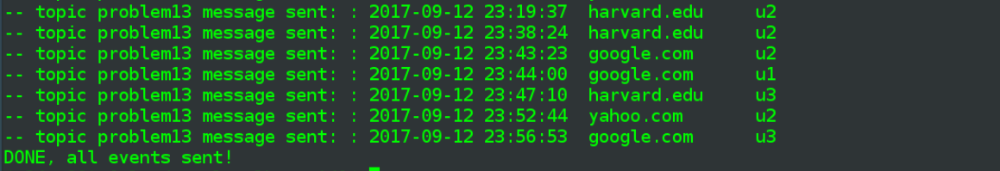 -- topic problem13 message sent: : 2017-09-12 23:19:37  harvard.edu     u2
-- topic problem13 message sent: : 2017-09-12 23:38:24  harvard.edu     u2
-- topic problem13 message sent: : 2017-09-12 23:43:23  google.com      u2
-- topic problem13 message sent: : 2017-09-12 23:44:00  google.com      u1
-- topic problem13 message sent: : 2017-09-12 23:47:10  harvard.edu     u3
-- topic problem13 message sent: : 2017-09-12 23:52:44  yahoo.com       u2
-- topic problem13 message sent: : 2017-09-12 23:56:53  google.com      u3
DONE, all events sent!